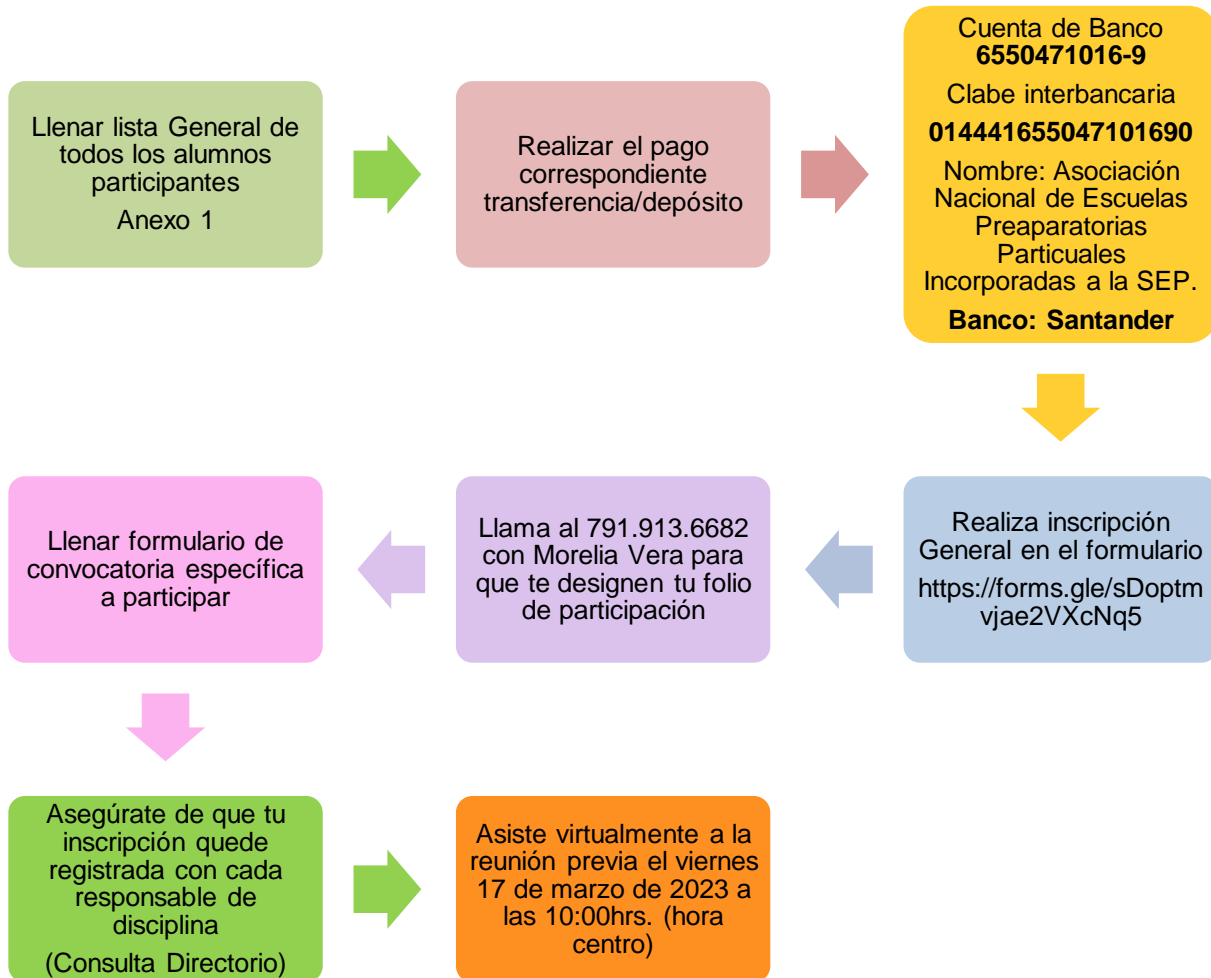 Llenar lista General de
todos los alumnos
participantes
Anexo 1
Realizar el pago
correspondiente
transferencia/depósito
Cuenta de Banco
6550471016-9
Clabe interbancaria
014441655047101690
Nombre: Asociación
Nacional de Escuelas
Preaparatorias
Particuales
Incorporadas a la SEP.
Banco: Santander
Realiza inscripción
General en el formulario
https://forms.gle/sDoptm
vjae2VXcNq5
Llama al 791.913.6682
con Morelia Vera para
que te designen tu folio
de participación
Llenar formulario de
convocatoria específica
a participar
Asegúrate de que tu
inscripción quede
registrada con cada
responsable de
disciplina
(Consulta Directorio)
Asiste virtualmente a la
reunión previa el viernes
17 de marzo de 2023 a
las 10:00hrs. (hora
centro)